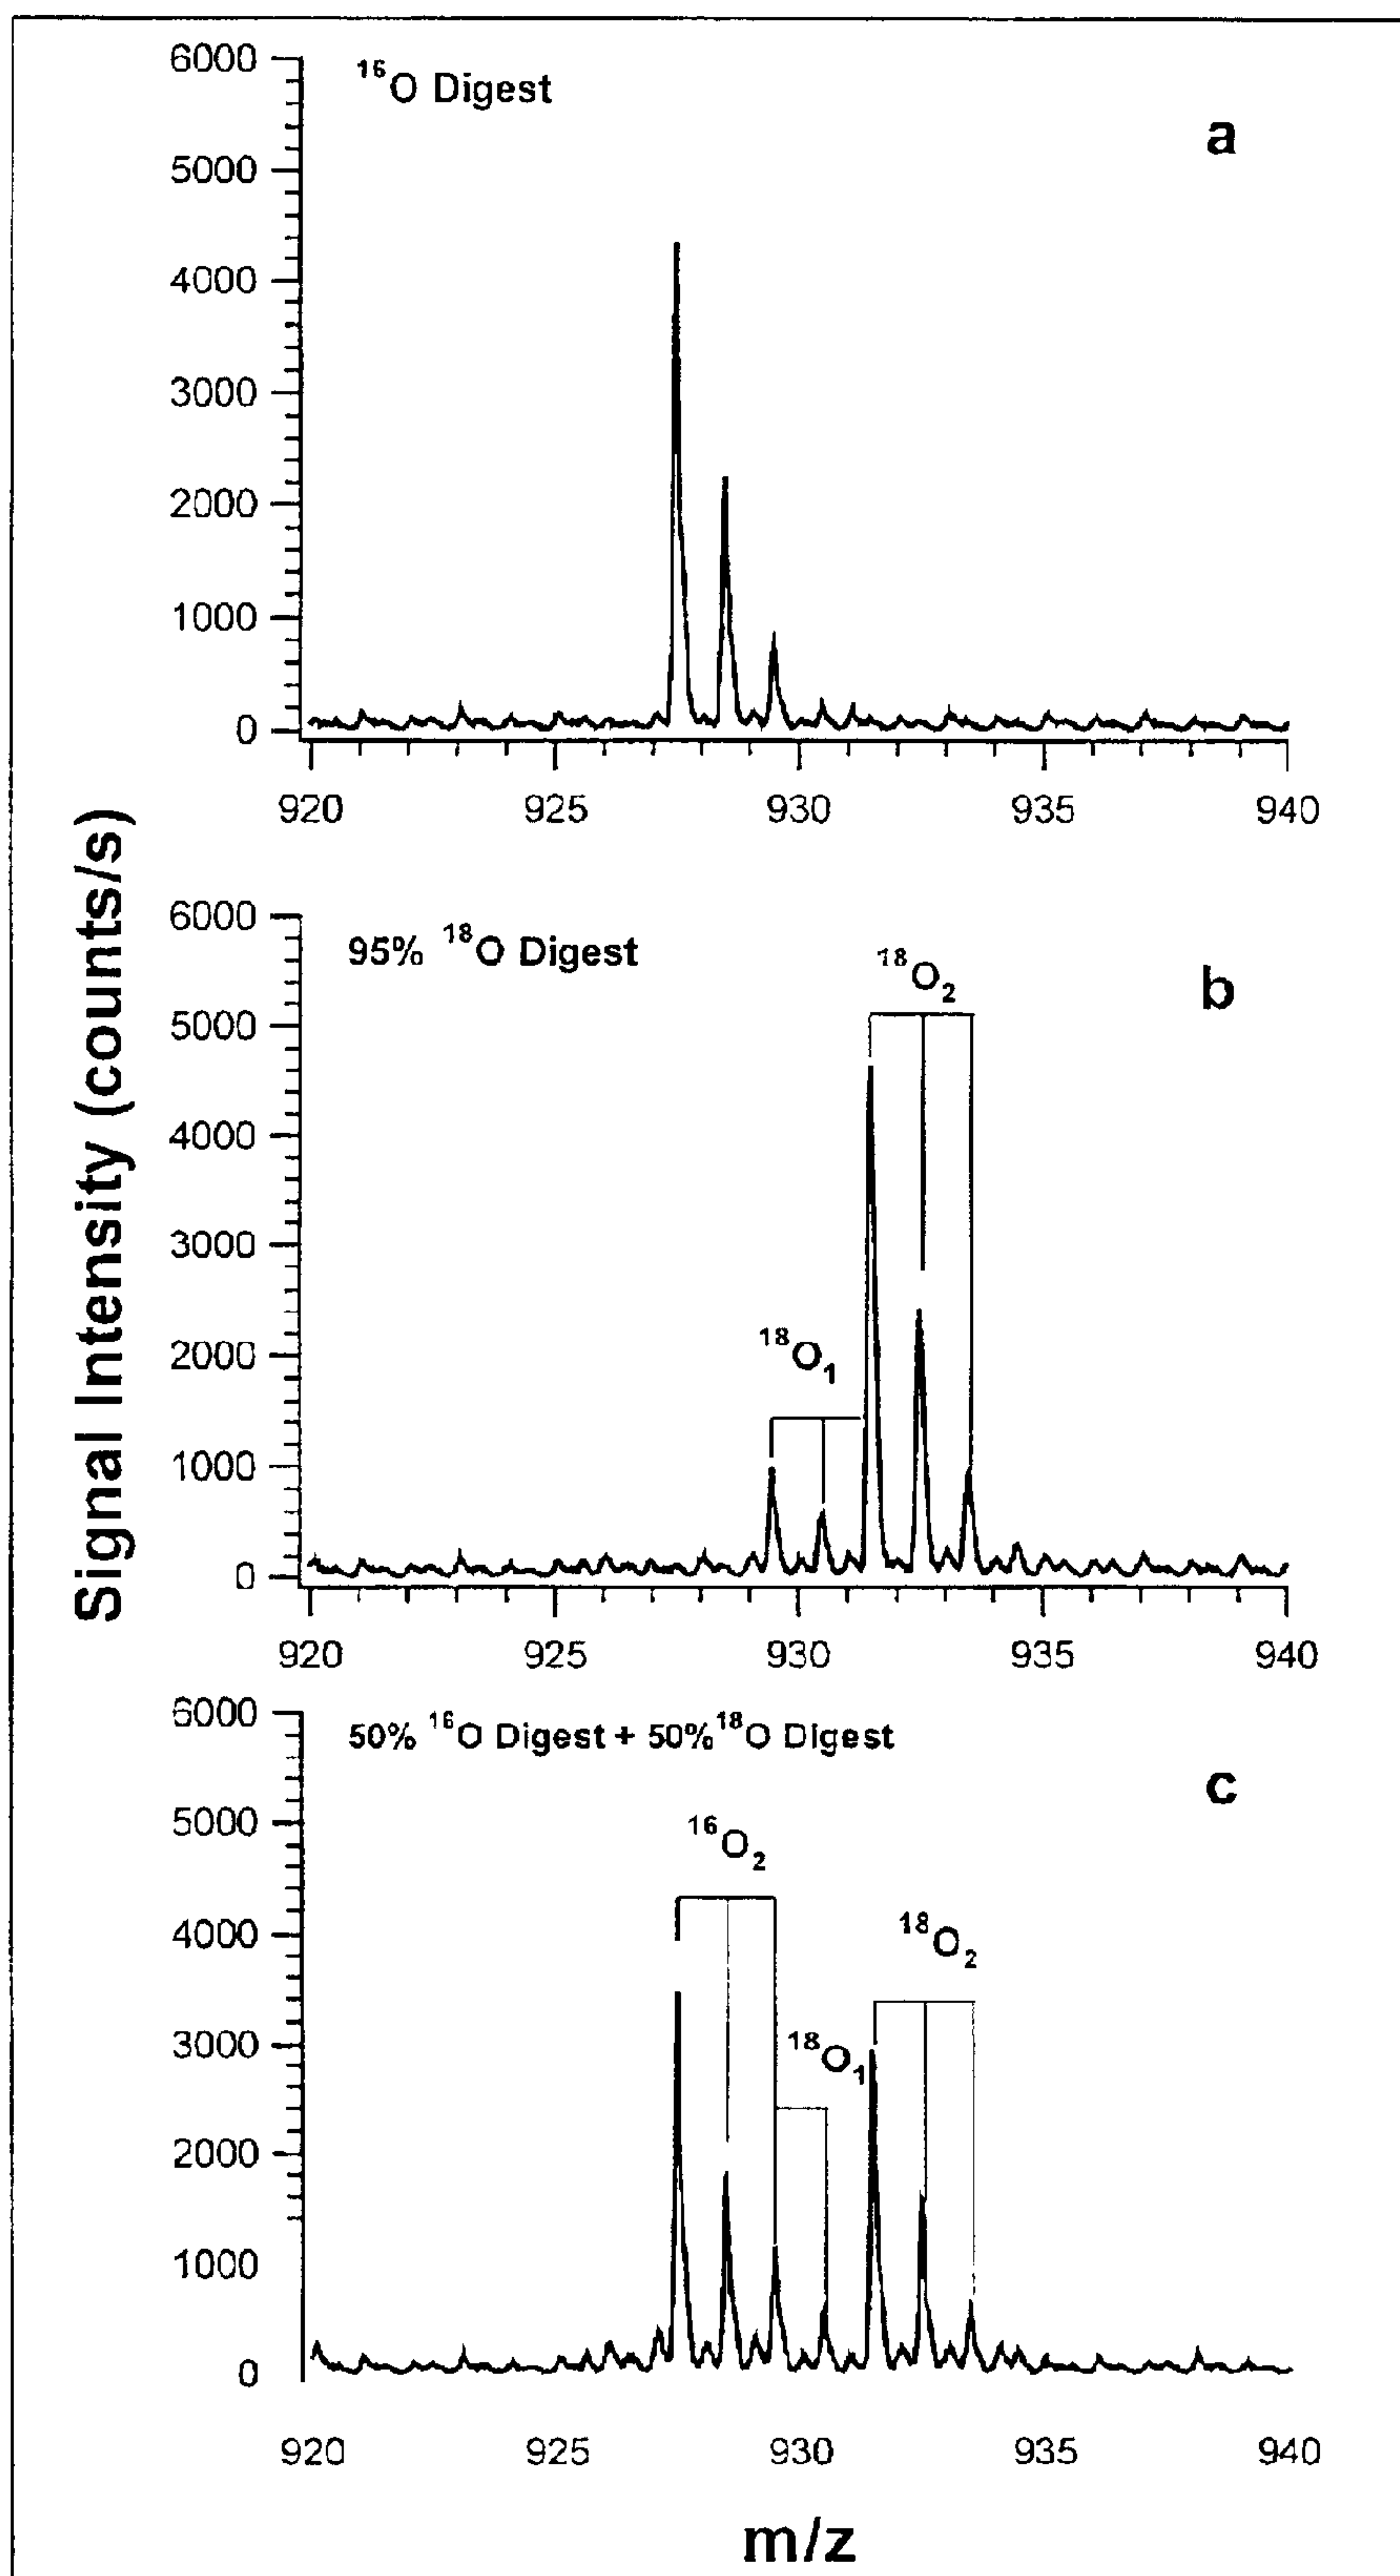 6000
¹⁶O Digest
a
5000
4000
3000
2000
1000
0
920 925 930 935 940
Signal Intensity (counts/s)
6000
95% ¹⁸O Digest
¹⁸O₂
b
5000
4000
3000
2000
¹⁸O₁
1000
0
920 925 930 935 940
6000
50% ¹⁶O Digest + 50% ¹⁸O Digest
c
5000
¹⁶O₂
4000
¹⁸O₂
3000
¹⁸O₁
2000
1000
0
920 925 930 935 940
m/z